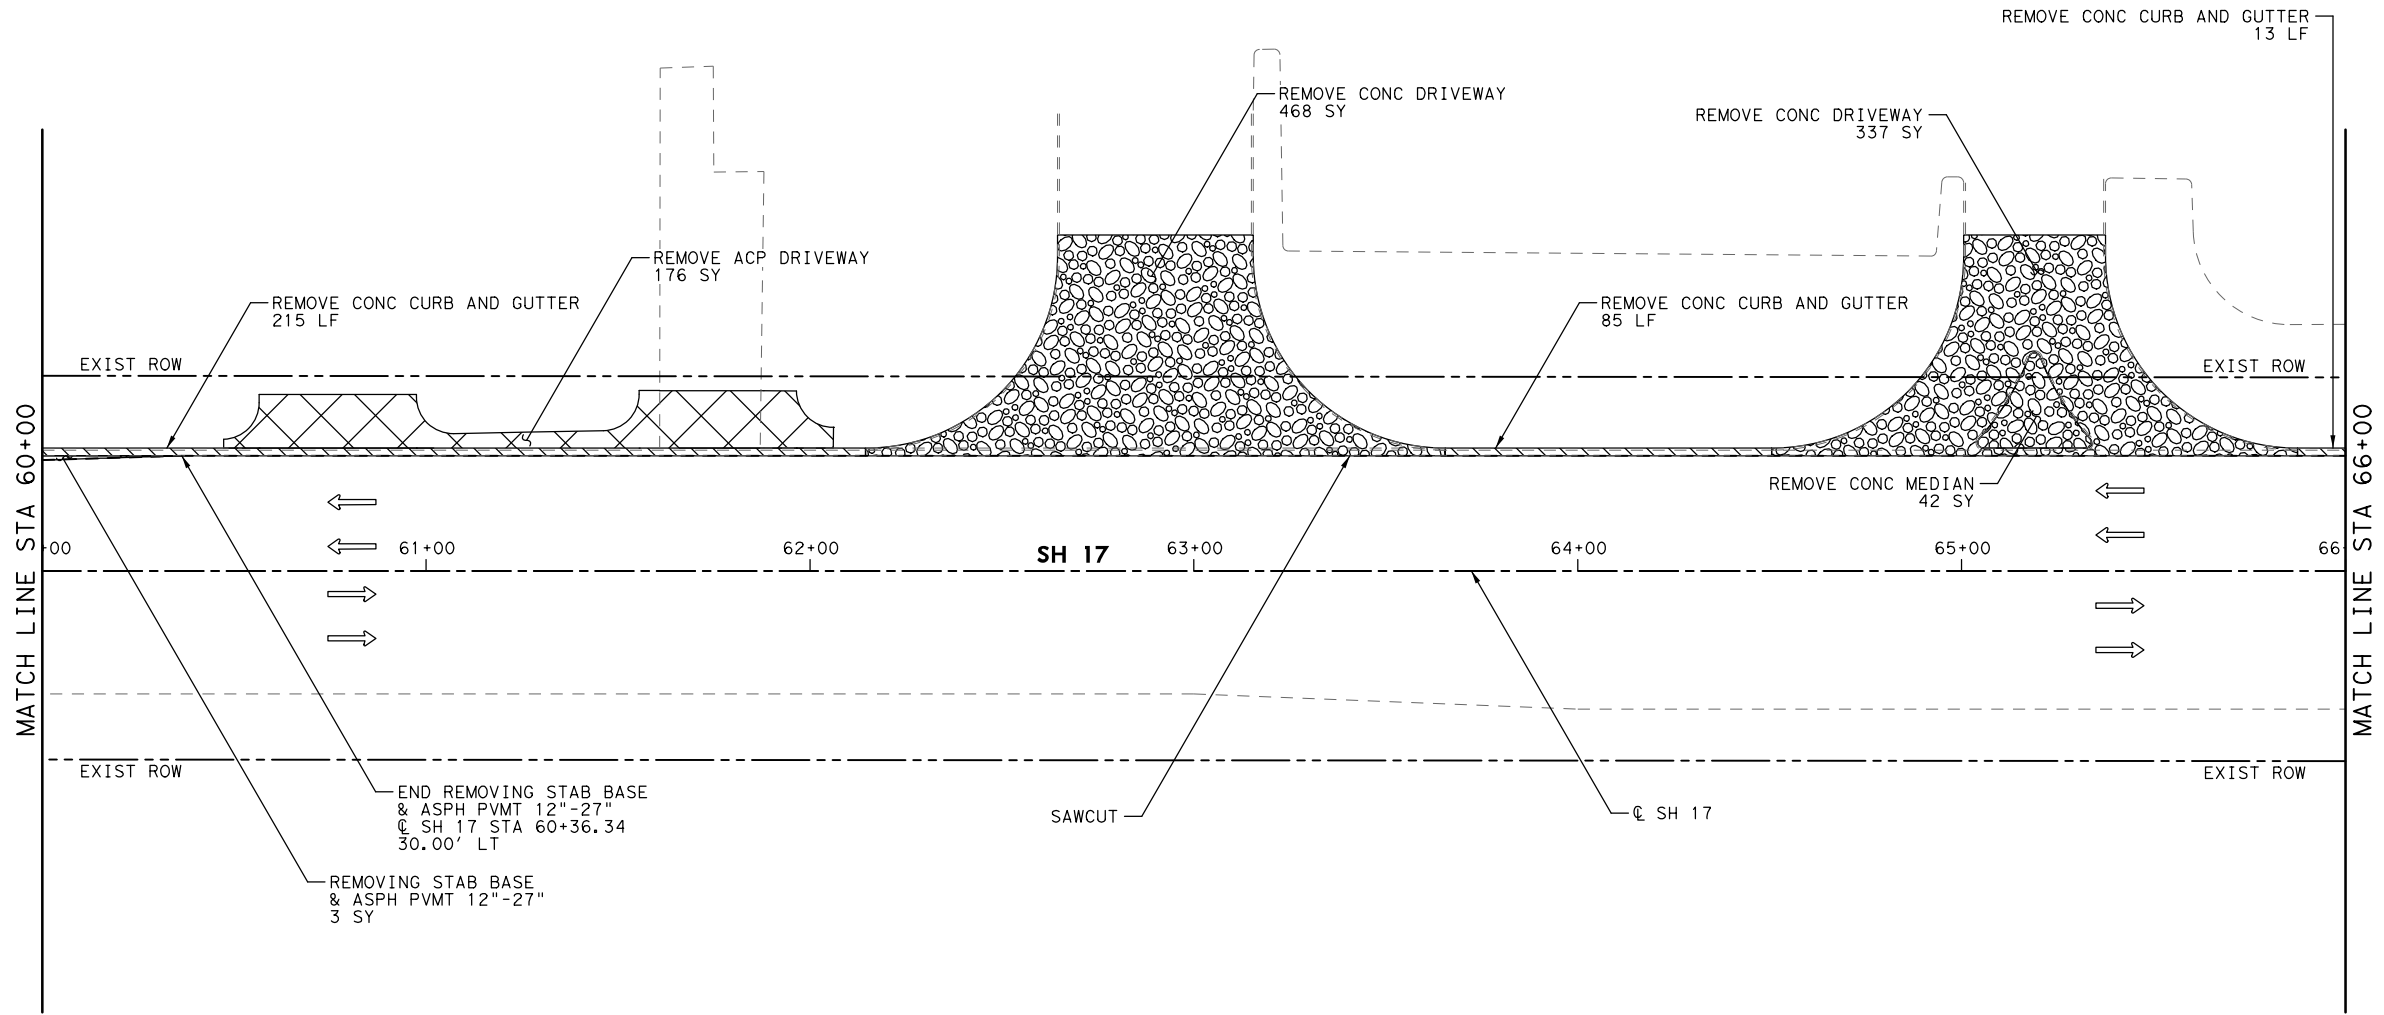 REMOVE CONC CURB AND GUTTER
13 LF
REMOVE CONC DRIVEWAY
468 SY
REMOVE CONC DRIVEWAY
337 SY
REMOVE ACP DRIVEWAY
176 SY
REMOVE CONC CURB AND GUTTER
215 LF
REMOVE CONC CURB AND GUTTER
85 LF
EXIST ROW
EXIST ROW
MATCH LINE STA 60+00
MATCH LINE STA 66+00
REMOVE CONC MEDIAN
42 SY
+00
61+00
62+00
SH 17
63+00
64+00
65+00
66
EXIST ROW
EXIST ROW
END REMOVING STAB BASE
& ASPH PVMT 12"-27"
℄ SH 17 STA 60+36.34
30.00' LT
SAWCUT
℄ SH 17
REMOVING STAB BASE
& ASPH PVMT 12"-27"
3 SY